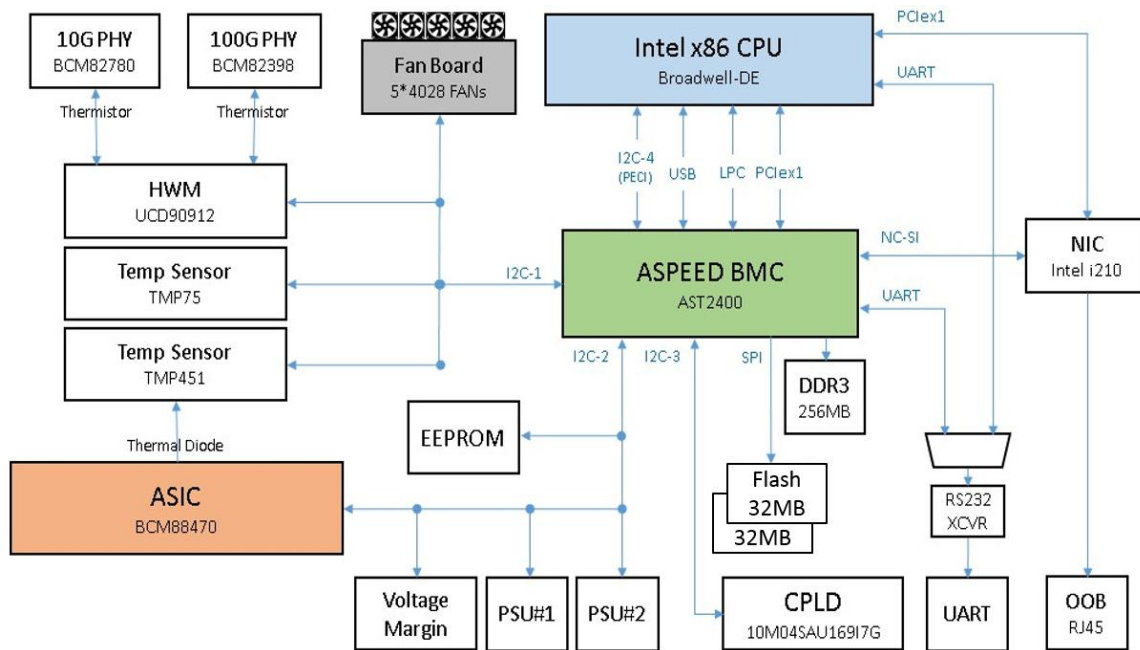 10G PHY
BCM82780
100G PHY
BCM82398
Fan Board
5*4028 FANs
Intel x86 CPU
Broadwell-DE
PCIex1
UART
Thermistor
Thermistor
I2C-4
(PECI)
USB
LPC
PCIex1
HWM
UCD90912
Temp Sensor
TMP75
Temp Sensor
TMP451
I2C-1
ASPEED BMC
AST2400
NC-SI
UART
NIC
Intel i210
I2C-2
I2C-3
SPI
DDR3
256MB
Thermal Diode
EEPROM
ASIC
BCM88470
Flash
32MB
32MB
RS232
XCVR
Voltage
Margin
PSU#1
PSU#2
CPLD
10M04SAU169I7G
UART
OOB
RJ45